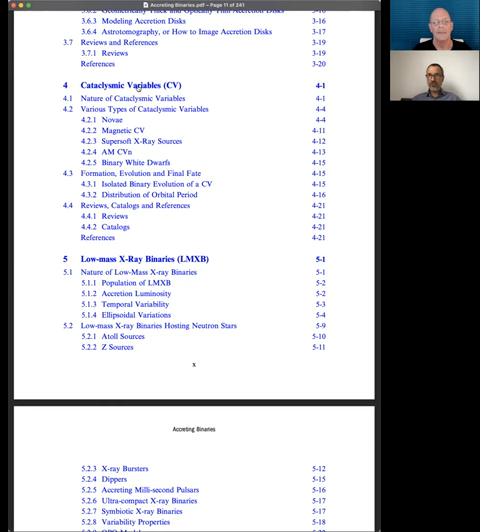 Accreting Binaries.pdf – Page 11 of 241
3.6.2 Geometrically Thick and Optically Thin Accretion Disks 3-16
3.6.3 Modeling Accretion Disks 3-16
3.6.4 Astrotomography, or How to Image Accretion Disks 3-17
3.7 Reviews and References 3-19
3.7.1 Reviews 3-19
References 3-20
4 Cataclysmic Variables (CV) 4-1
4.1 Nature of Cataclysmic Variables 4-1
4.2 Various Types of Cataclysmic Variables 4-4
4.2.1 Novae 4-4
4.2.2 Magnetic CV 4-11
4.2.3 Supersoft X-Ray Sources 4-12
4.2.4 AM CVn 4-13
4.2.5 Binary White Dwarfs 4-15
4.3 Formation, Evolution and Final Fate 4-15
4.3.1 Isolated Binary Evolution of a CV 4-15
4.3.2 Distribution of Orbital Period 4-16
4.4 Reviews, Catalogs and References 4-21
4.4.1 Reviews 4-21
4.4.2 Catalogs 4-21
References 4-21
5 Low-mass X-Ray Binaries (LMXB) 5-1
5.1 Nature of Low-Mass X-ray Binaries 5-1
5.1.1 Population of LMXB 5-2
5.1.2 Accretion Luminosity 5-2
5.1.3 Temporal Variability 5-3
5.1.4 Ellipsoidal Variations 5-4
5.2 Low-mass X-ray Binaries Hosting Neutron Stars 5-9
5.2.1 Atoll Sources 5-10
5.2.2 Z Sources 5-11
x
Accreting Binaries
5.2.3 X-ray Bursters 5-12
5.2.4 Dippers 5-15
5.2.5 Accreting Milli-second Pulsars 5-16
5.2.6 Ultra-compact X-ray Binaries 5-17
5.2.7 Symbiotic X-ray Binaries 5-17
5.2.8 Variability Properties 5-18